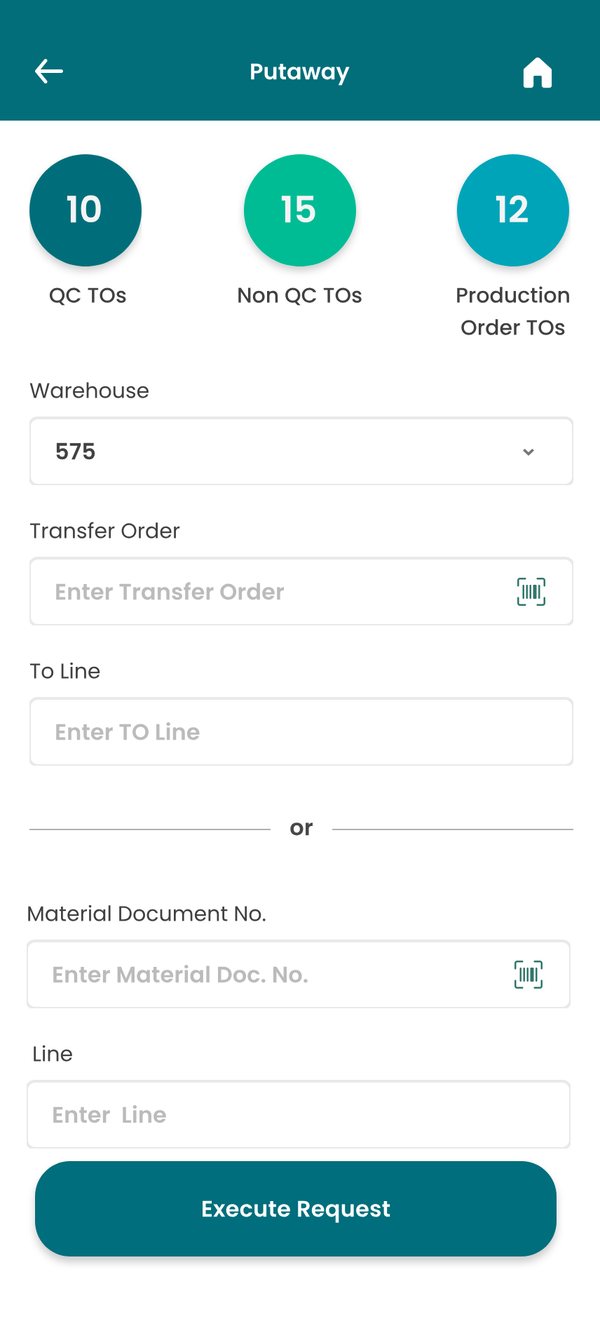 Putaway
10
15
12
QC TOs
Non QC TOs
Production
Order TOs
Warehouse
575
Transfer Order
Enter Transfer Order
To Line
Enter TO Line
or
Material Document No.
Enter Material Doc. No.
Line
Enter  Line
Execute Request